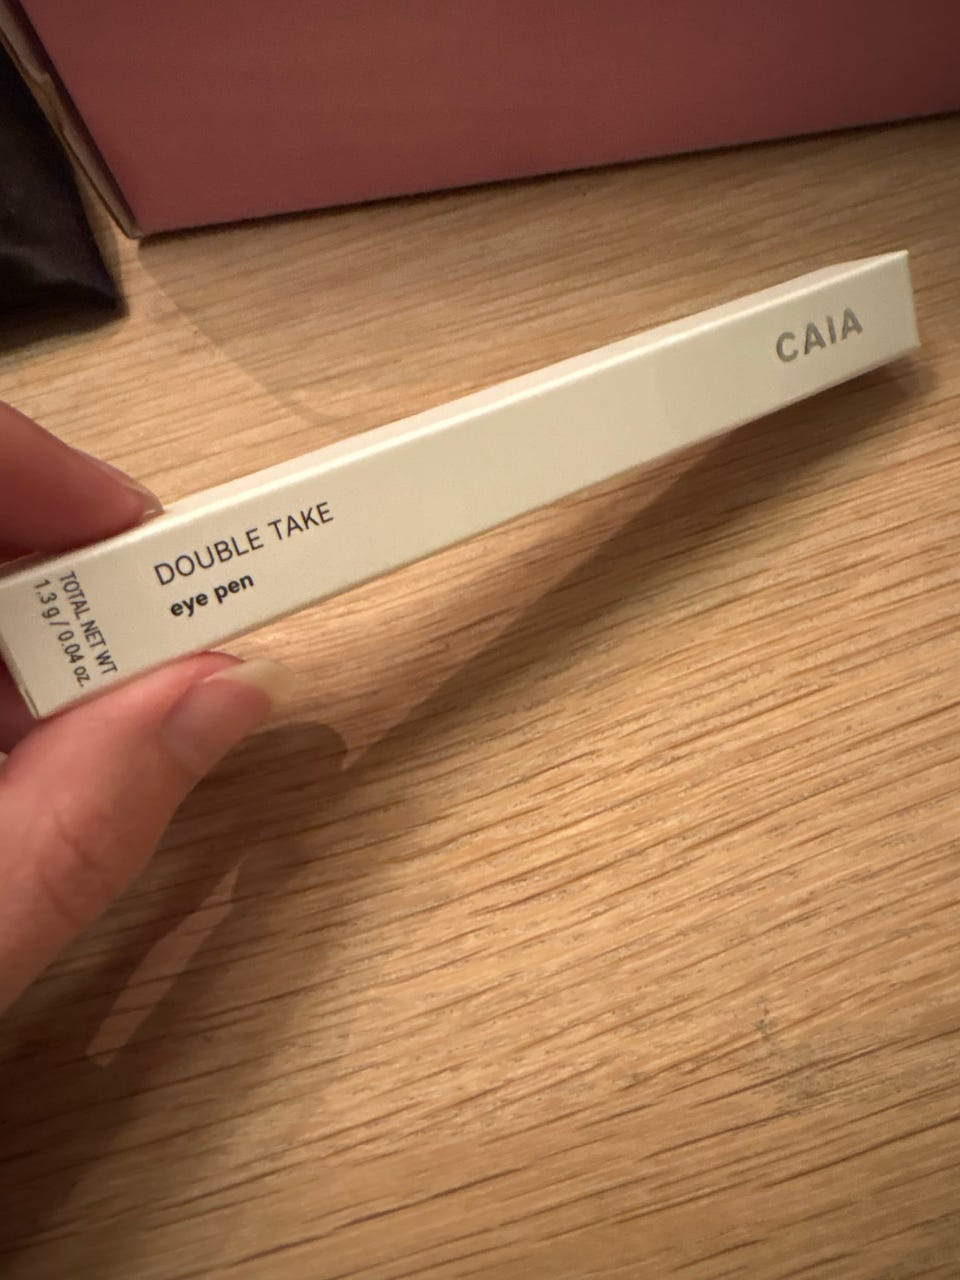 CAIA
DOUBLE TAKE
eye pen
TOTAL NET WT
1.3 g / 0.04 oz.